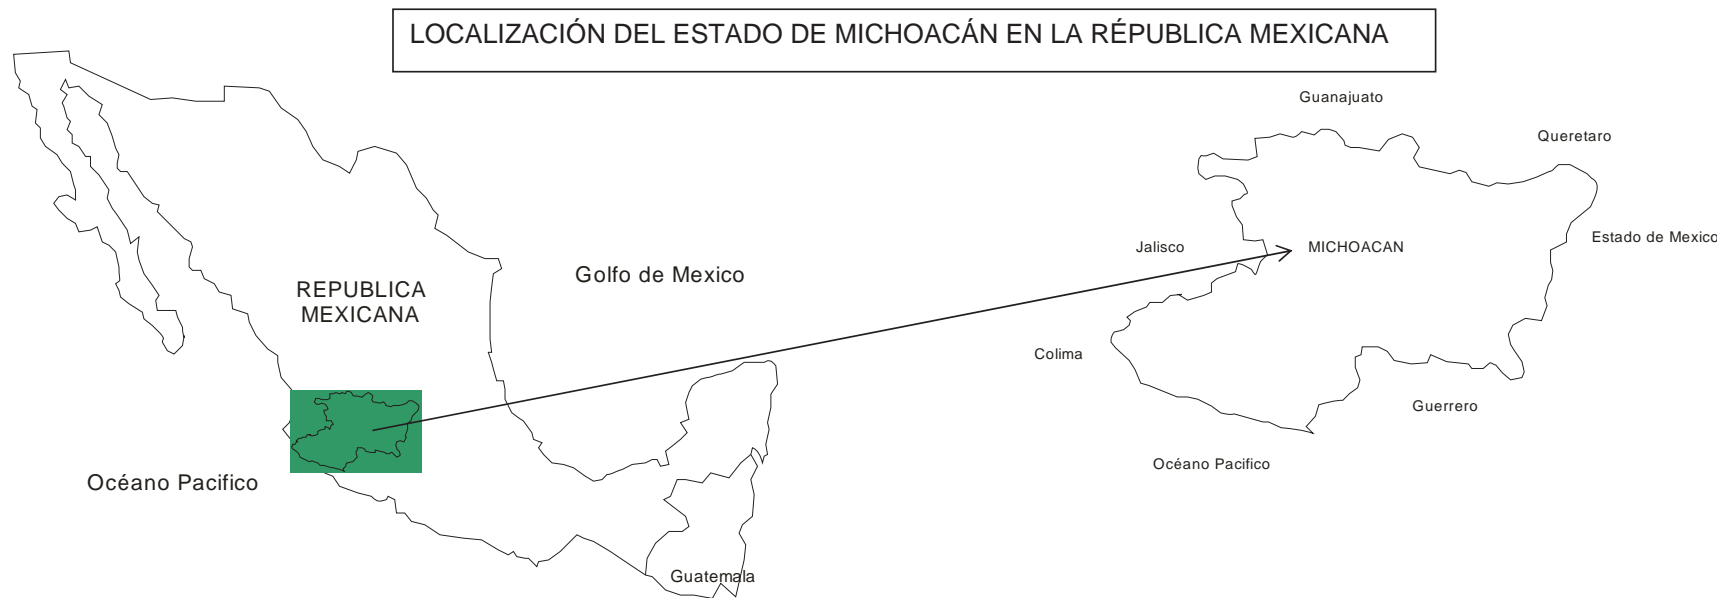 LOCALIZACIÓN DEL ESTADO DE MICHOACÁN EN LA RÉPUBLICA MEXICANA
Guanajuato
Queretaro
Estado de Mexico
Jalisco
MICHOACAN
Golfo de Mexico
REPUBLICA
MEXICANA
Colima
Guerrero
Océano Pacifico
Océano Pacifico
Guatemala